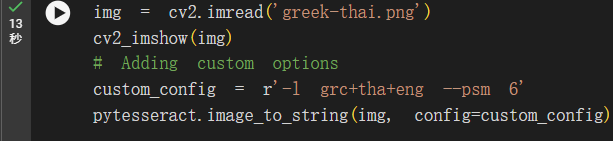 img = cv2.imread('greek-thai.png')
cv2_imshow(img)
# Adding custom options
custom_config = r'-l grc+tha+eng --psm 6'
pytesseract.image_to_string(img, config=custom_config)
13
秒